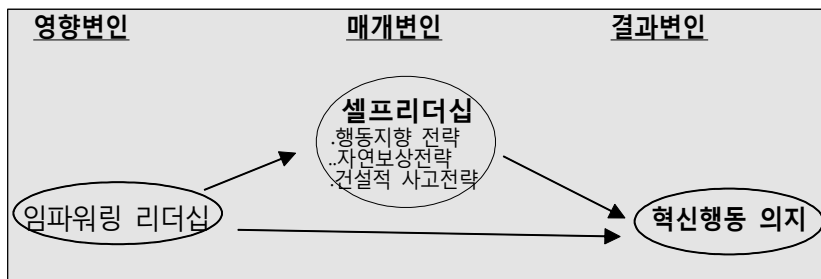 영향변인 매개변인 결과변인
셀프리더십
.행동지향 전략
..자연보상전략
.건설적 사고전략
임파워링 리더십 혁신행동 의지